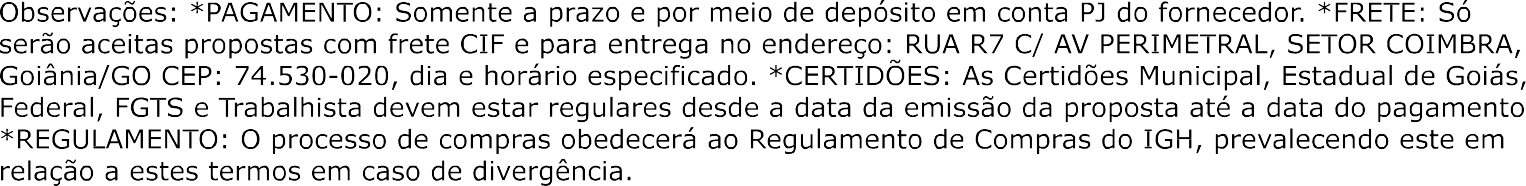 Observações: *PAGAMENTO: Somente a prazo e por meio de depósito em conta PJ do fornecedor. *FRETE: Só
serão aceitas propostas com frete CIF e para entrega no endereço: RUA R7 C/ AV PERIMETRAL, SETOR COIMBRA,
Goiânia/GO CEP: 74.530-020, dia e horário especificado. *CERTIDÕES: As Certidões Municipal, Estadual de Goiás,
Federal, FGTS e Trabalhista devem estar regulares desde a data da emissão da proposta até a data do pagamento
*REGULAMENTO: O processo de compras obedecerá ao Regulamento de Compras do IGH, prevalecendo este em
relação a estes termos em caso de divergência.